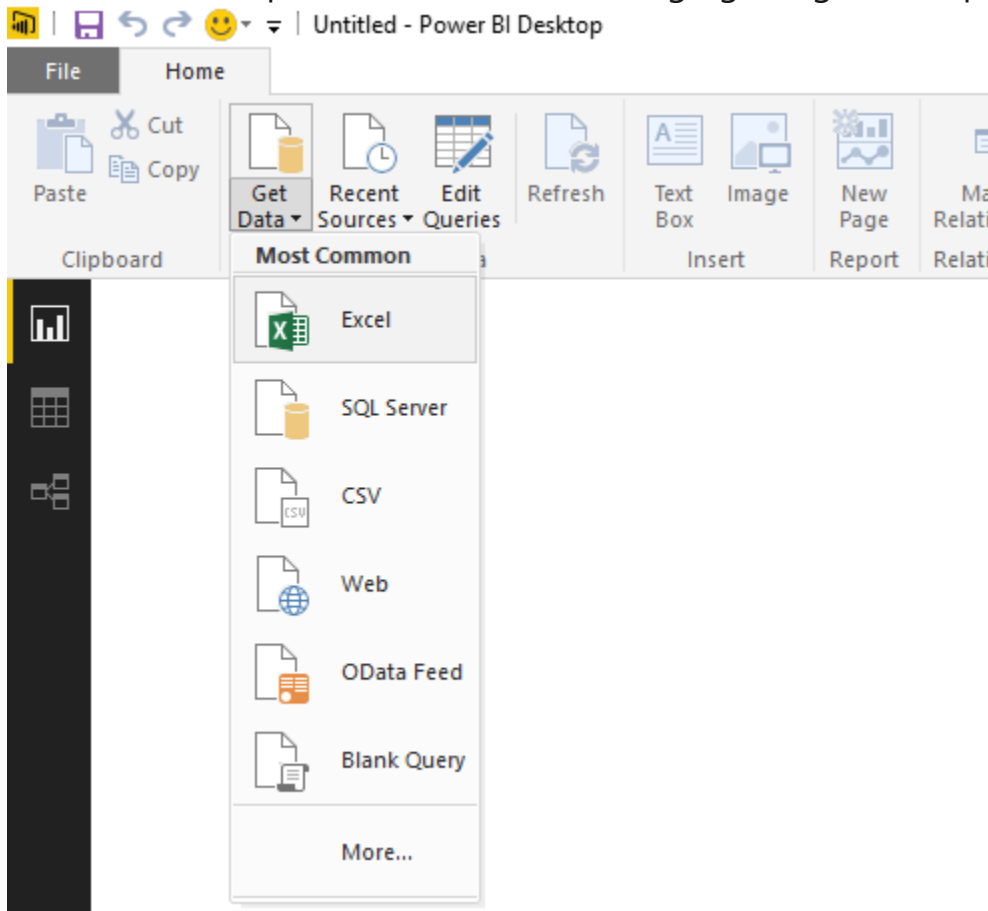 Untitled - Power BI Desktop
File Home
Cut
Copy
Paste
Get Data
Recent Sources
Edit Queries
Refresh
Text Box
Image
New Page
Clipboard
Insert
Report
Most Common
Excel
SQL Server
CSV
CSV
Web
OData Feed
Blank Query
More...